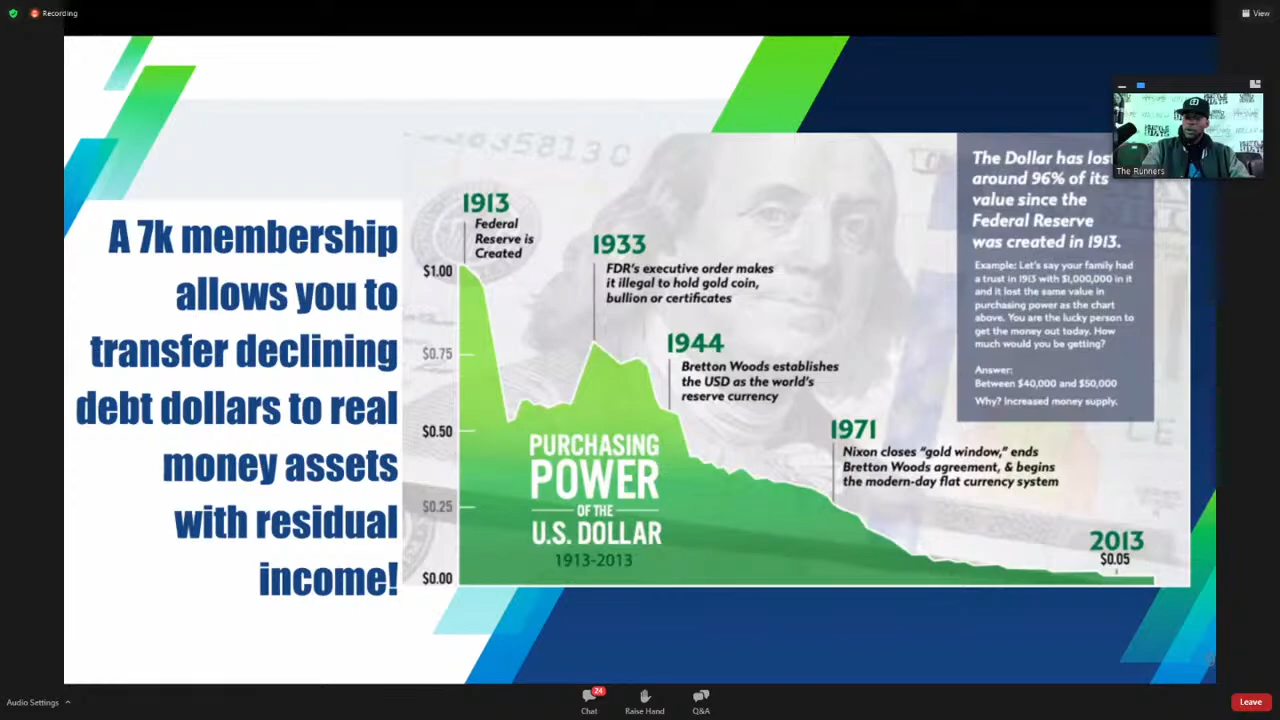 Recording
View
The Runners
A 7k membership
allows you to
transfer declining
debt dollars to real
money assets
with residual
income!
1913
Federal
Reserve is
Created
1933
FDR's executive order makes
it illegal to hold gold coin,
bullion or certificates
1944
Bretton Woods establishes
the USD as the world's
reserve currency
1971
Nixon closes "gold window," ends
Bretton Woods agreement, & begins
the modern-day fiat currency system
2013
$0.05
$1.00
$0.75
$0.50
$0.25
$0.00
PURCHASING
POWER
OF THE
U.S. DOLLAR
1913-2013
The Dollar has lost
around 96% of its
value since the
Federal Reserve
was created in 1913.
Example: Let's say your family had
a trust in 1913 with $1,000,000 in it
and it lost the same value in
purchasing power as the chart
above. You are the lucky person to
get the money out today. How
much would you be getting?
Answer:
Between $40,000 and $50,000
Why? Increased money supply.
Audio Settings
24
Chat
Raise Hand
Q&A
Leave